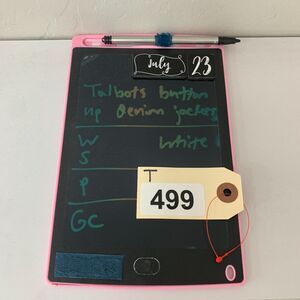 July 23
Talbots button
up Denim jacket
W white
S
P
GC
T
499